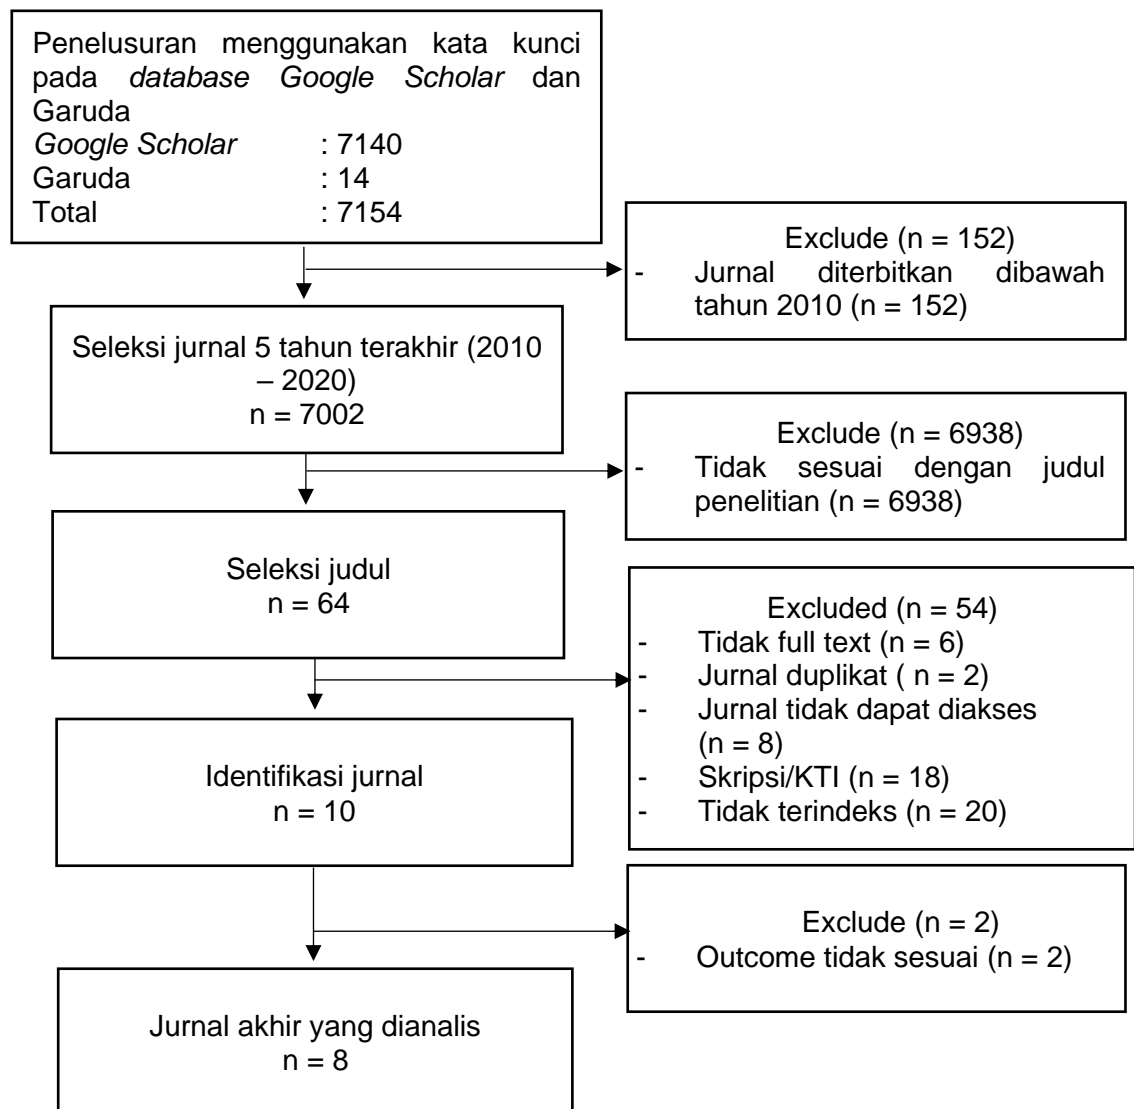 Penelusuran menggunakan kata kunci
pada database Google Scholar dan
Garuda
Google Scholar : 7140
Garuda : 14
Total : 7154
Exclude (n = 152)
- Jurnal diterbitkan dibawah
tahun 2010 (n = 152)
Seleksi jurnal 5 tahun terakhir (2010
– 2020)
n = 7002
Exclude (n = 6938)
- Tidak sesuai dengan judul
penelitian (n = 6938)
Seleksi judul
n = 64
Excluded (n = 54)
- Tidak full text (n = 6)
- Jurnal duplikat ( n = 2)
- Jurnal tidak dapat diakses
(n = 8)
- Skripsi/KTI (n = 18)
- Tidak terindeks (n = 20)
Identifikasi jurnal
n = 10
Exclude (n = 2)
- Outcome tidak sesuai (n = 2)
Jurnal akhir yang dianalis
n = 8